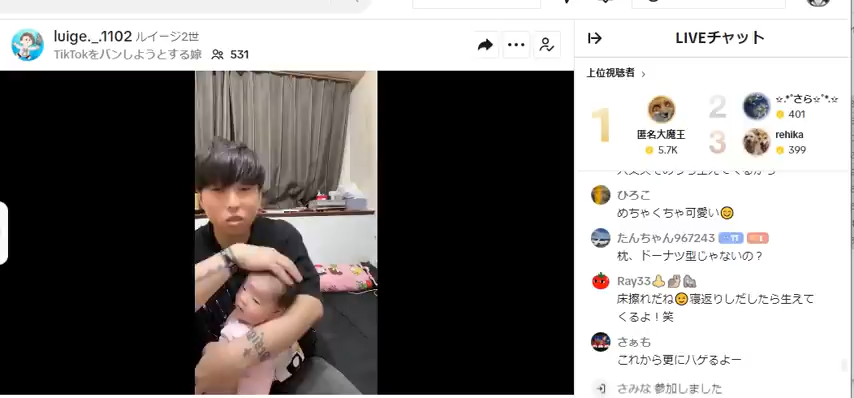 luige._.1102 ルイージ2世
TikTokをバンしようとする嫁 531
LIVEチャット
上位視聴者
1
匿名大魔王
5.7K
2
☆.*˚さら☆˚*.☆
401
3
rehika
399
ひろこ
めちゃくちゃ可愛い
たんちゃん967243
枕、ドーナツ型じゃないの？
Ray33
床擦れだね😉寝返りしだしたら生えて
くるよ！笑
さぁも
これから更にハゲるよー
さみな 参加しました